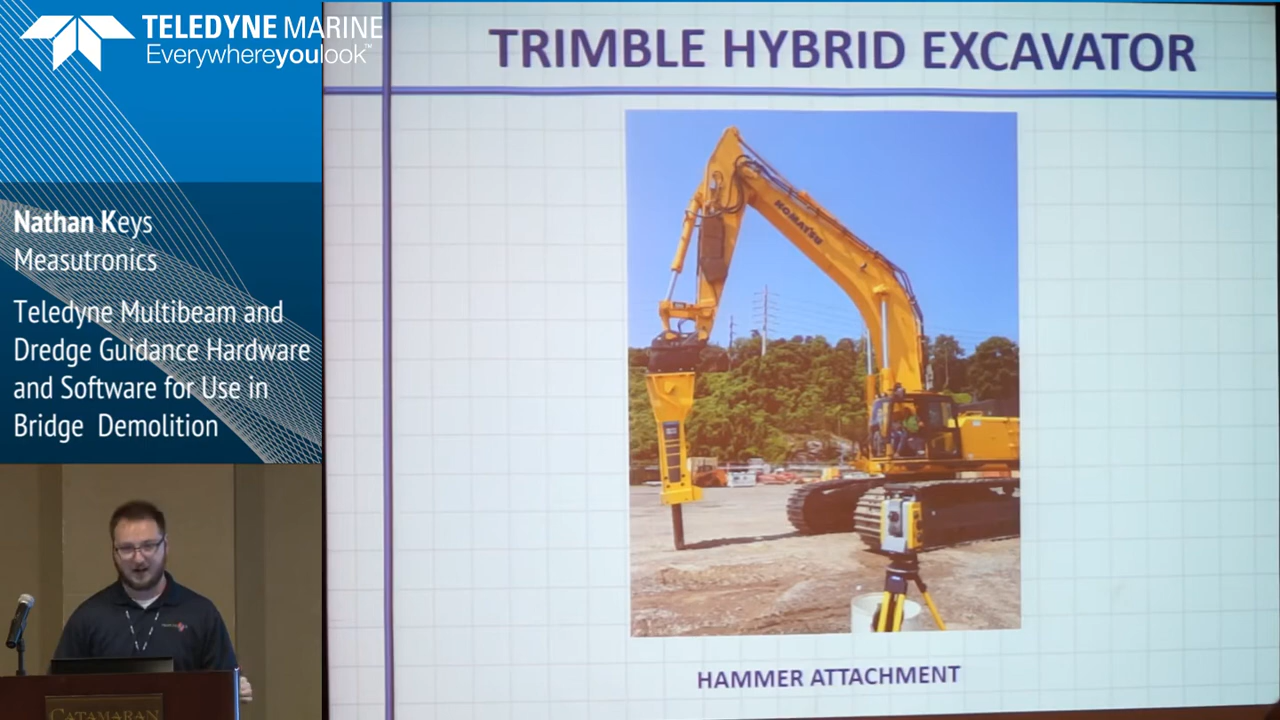 TELEDYNE MARINE
Everywhereyoulook™
Nathan Keys
Measutronics
Teledyne Multibeam and
Dredge Guidance Hardware
and Software for Use in
Bridge Demolition
TRIMBLE HYBRID EXCAVATOR
KOMATSU
HAMMER ATTACHMENT
CATAMARAN